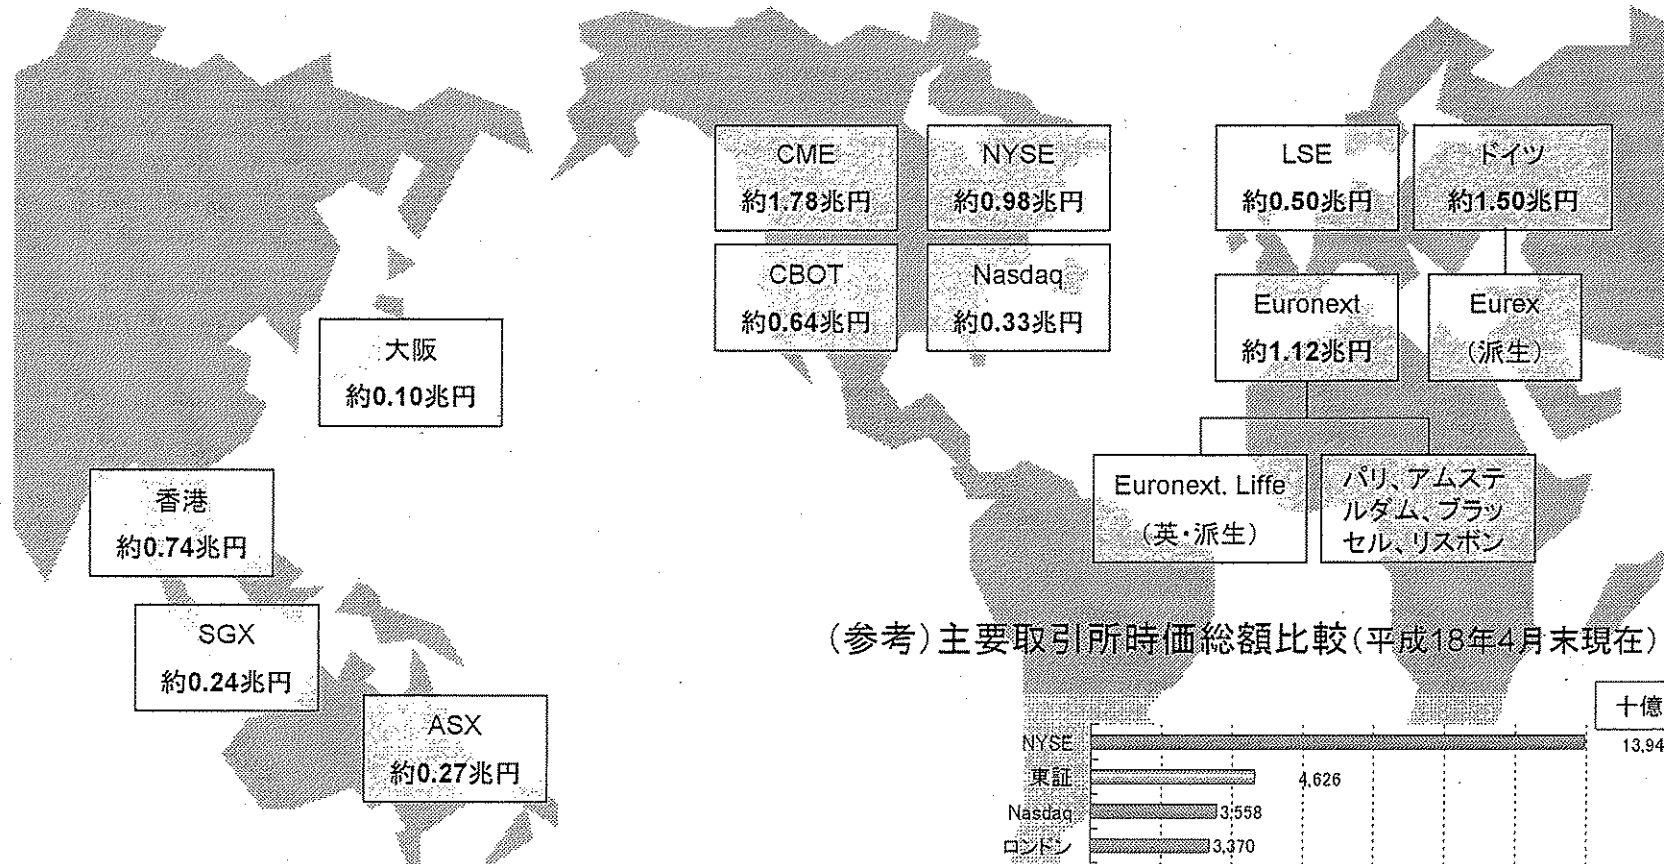 CME
約1.78兆円
NYSE
約0.98兆円
LSE
約0.50兆円
ドイツ
約1.50兆円
CBOT
約0.64兆円
Nasdaq
約0.33兆円
Euronext
約1.12兆円
Eurex
(派生)
大阪
約0.10兆円
Euronext. Liffe
(英・派生)
パリ、アムステ
ルダム、ブラッ
セル、リスボン
香港
約0.74兆円
SGX
約0.24兆円
ASX
約0.27兆円
(参考)主要取引所時価総額比較(平成18年4月末現在)
十億
NYSE 13,94
東証 4,626
Nasdaq 3,558
ロンドン 3,370